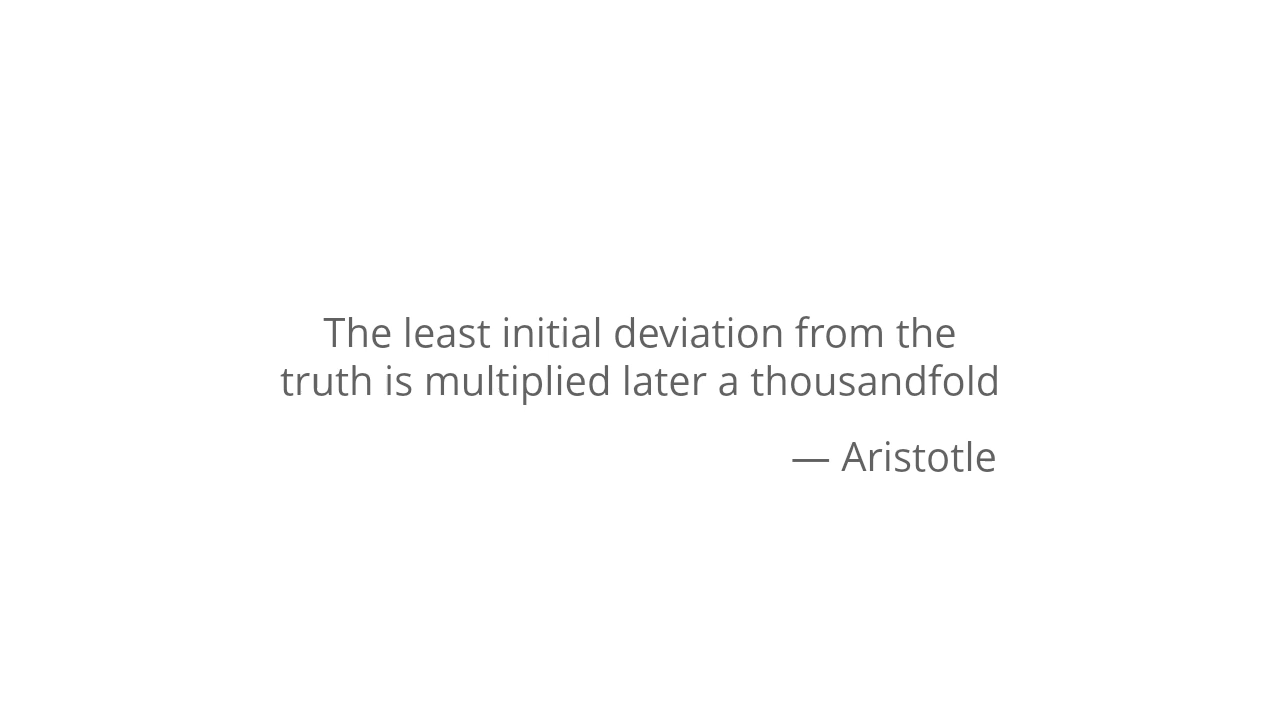 The least initial deviation from the
truth is multiplied later a thousandfold
— Aristotle